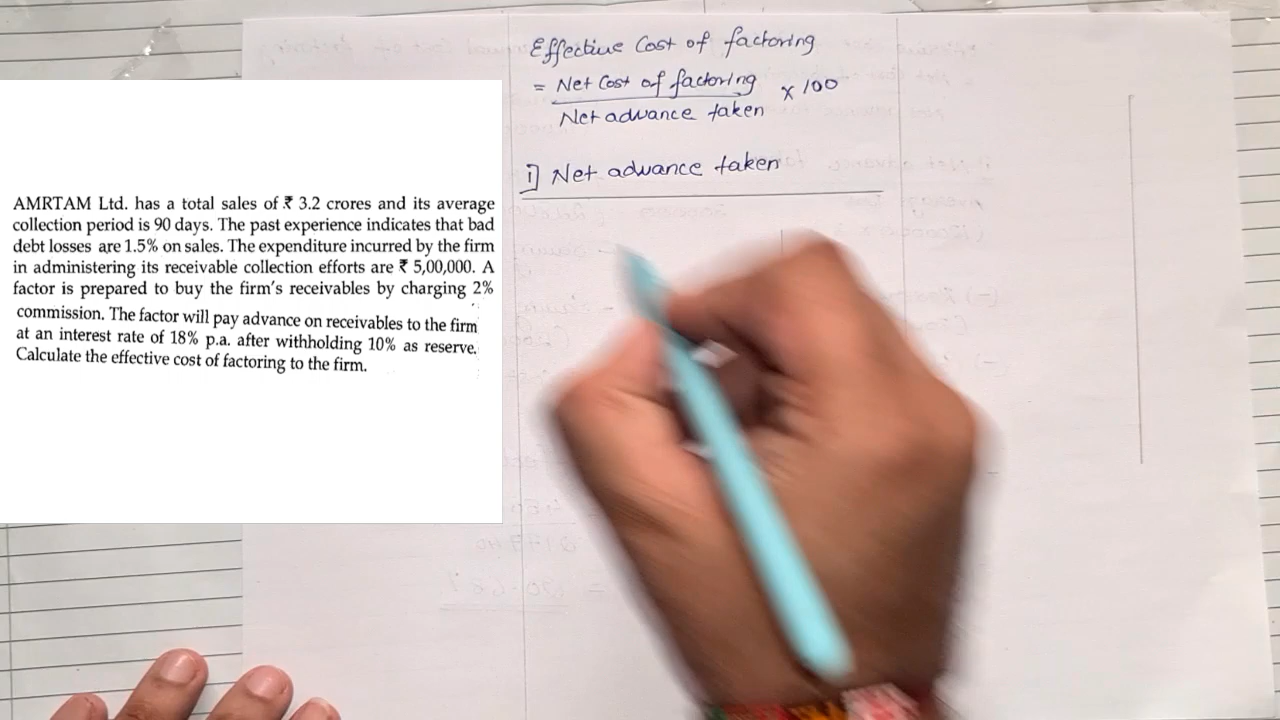 Effective Cost of factoring
= Net Cost of factoring × 100
Net advance taken
i] Net advance taken
AMRTAM Ltd. has a total sales of ₹ 3.2 crores and its average
collection period is 90 days. The past experience indicates that bad
debt losses are 1.5% on sales. The expenditure incurred by the firm
in administering its receivable collection efforts are ₹ 5,00,000. A
factor is prepared to buy the firm's receivables by charging 2%
commission. The factor will pay advance on receivables to the firm
at an interest rate of 18% p.a. after withholding 10% as reserve.
Calculate the effective cost of factoring to the firm.